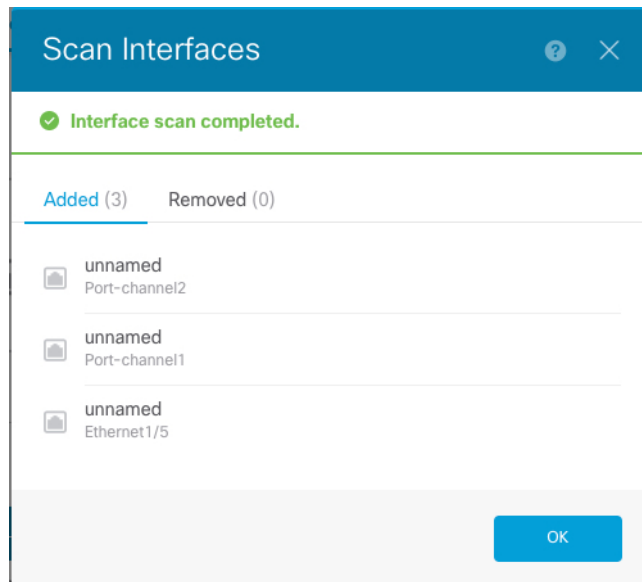 Scan Interfaces
?
Interface scan completed.
Added (3) Removed (0)
unnamed
Port-channel2
unnamed
Port-channel1
unnamed
Ethernet1/5
OK